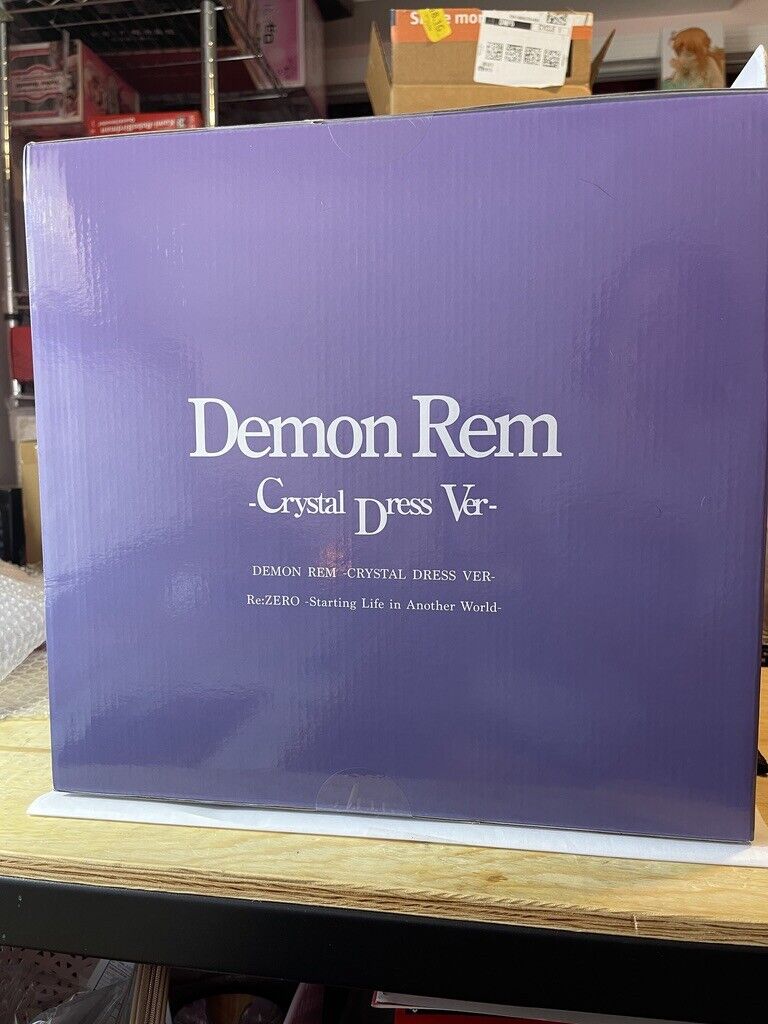 Demon Rem
-Crystal Dress Ver-
DEMON REM -CRYSTAL DRESS VER-
Re:ZERO -Starting Life in Another World-